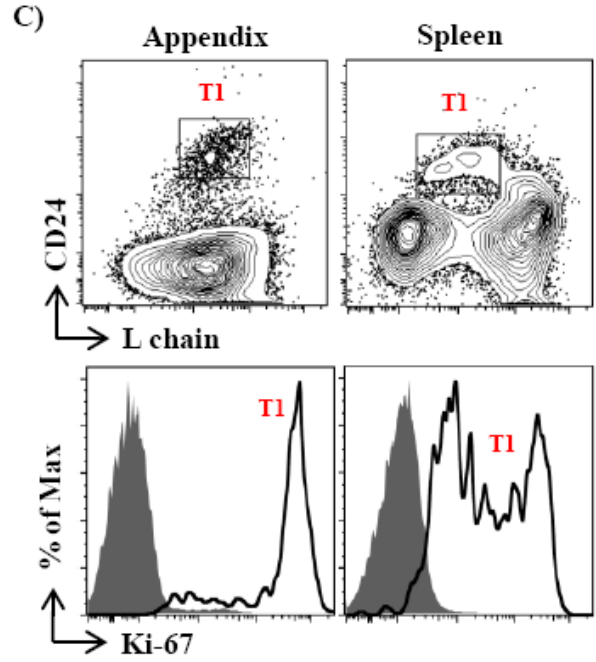 C)
Appendix
Spleen
T1
T1
CD24
L chain
T1
T1
% of Max
Ki-67